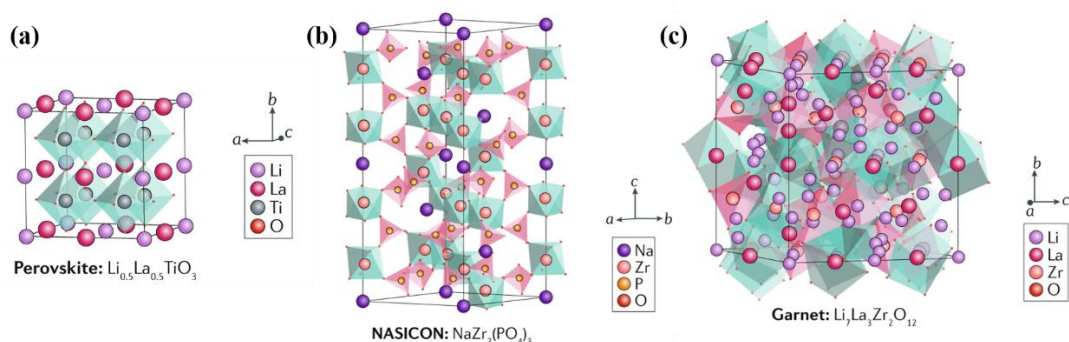 (a)
b
a
c
Li
La
Ti
O
Perovskite: Li₀.₅La₀.₅TiO₃
(b)
c
a
b
Na
Zr
P
O
NASICON: NaZr₂(PO₄)₃
(c)
b
a
c
Li
La
Zr
O
Garnet: Li₇La₃Zr₂O₁₂